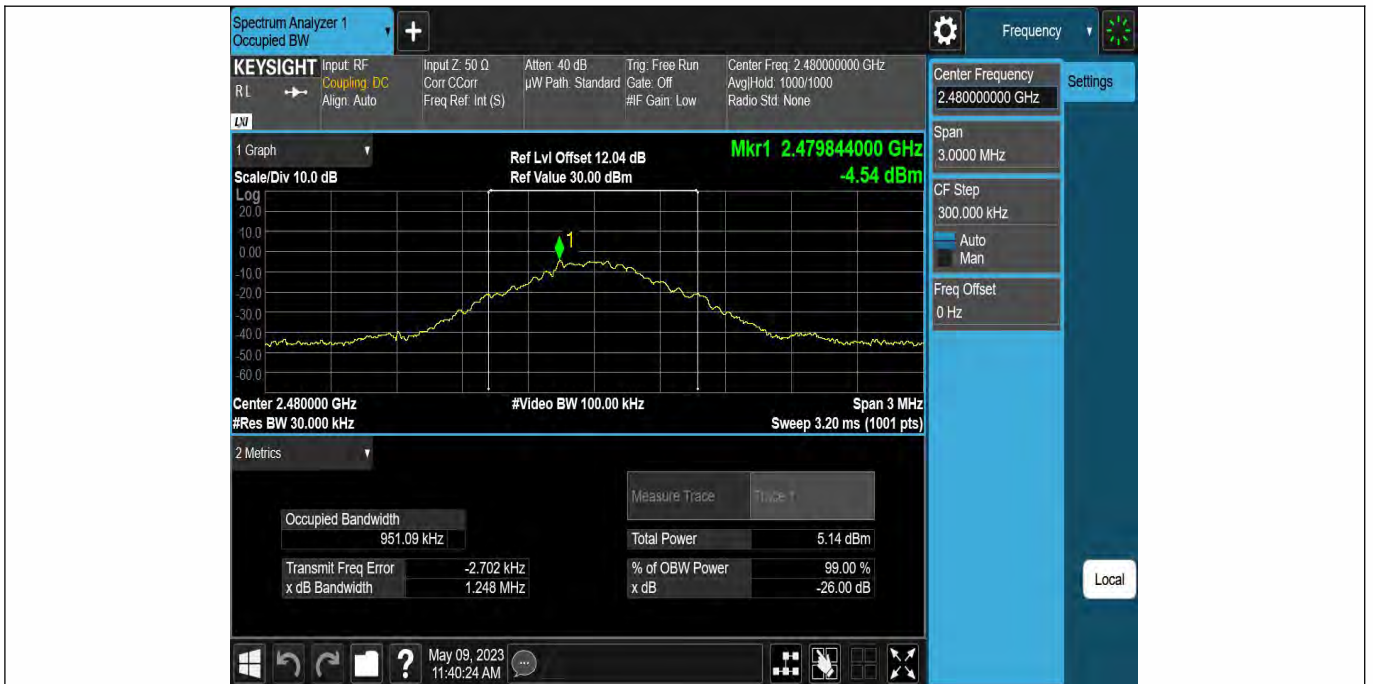 Spectrum Analyzer 1
Occupied BW
+
Frequency
KEYSIGHT
RL
LXI
Input: RF
Coupling: DC
Align: Auto
Input Z: 50 Ω
Corr CCorr
Freq Ref: Int (S)
Atten: 40 dB
µW Path: Standard
Trig: Free Run
Gate: Off
#IF Gain: Low
Center Freq: 2.480000000 GHz
Avg|Hold: 1000/1000
Radio Std: None
Center Frequency
2.480000000 GHz
Settings
Span
3.0000 MHz
CF Step
300.000 kHz
Auto
Man
Freq Offset
0 Hz
1 Graph
Scale/Div 10.0 dB
Ref Lvl Offset 12.04 dB
Ref Value 30.00 dBm
Mkr1 2.479844000 GHz
-4.54 dBm
Log
20.0
10.0
0.00
-10.0
-20.0
-30.0
-40.0
-50.0
-60.0
1
Center 2.480000 GHz
#Video BW 100.00 kHz
Span 3 MHz
#Res BW 30.000 kHz
Sweep 3.20 ms (1001 pts)
2 Metrics
Measure Trace
Trace 1
Occupied Bandwidth
951.09 kHz
Total Power 5.14 dBm
Transmit Freq Error -2.702 kHz
% of OBW Power 99.00 %
x dB Bandwidth 1.248 MHz
x dB -26.00 dB
Local
?
May 09, 2023
11:40:24 AM